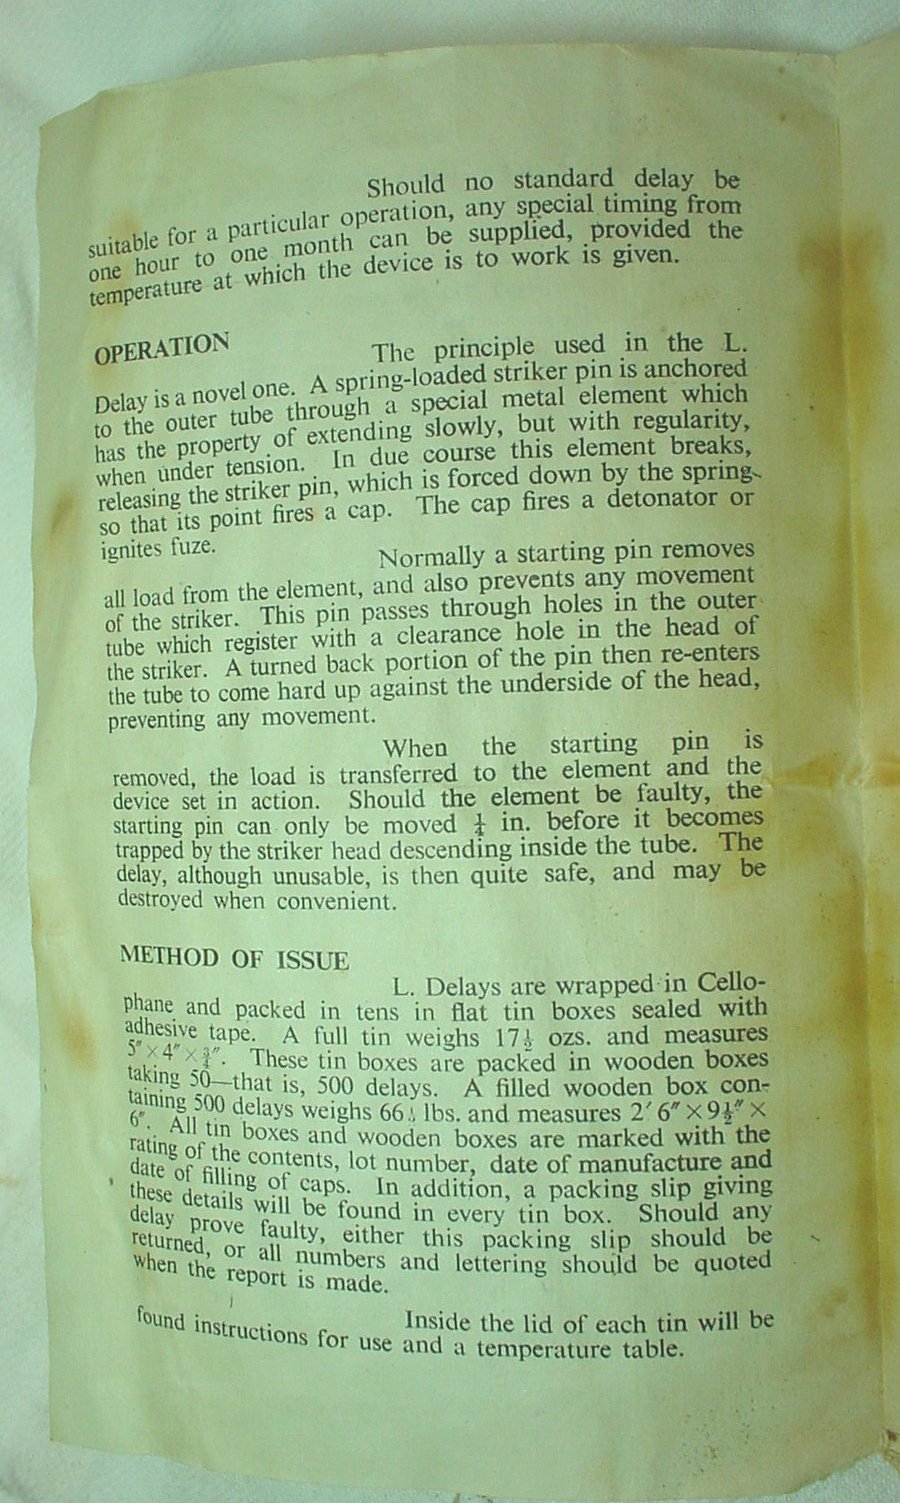 Should no standard delay be
suitable for a particular operation, any special timing from
one hour to one month can be supplied, provided the
temperature at which the device is to work is given.
OPERATION
The principle used in the L.
Delay is a novel one. A spring-loaded striker pin is anchored
to the outer tube through a special metal element which
has the property of extending slowly, but with regularity,
when under tension. In due course this element breaks,
releasing the striker pin, which is forced down by the spring
so that its point fires a cap. The cap fires a detonator or
ignites fuze.
Normally a starting pin removes
all load from the element, and also prevents any movement
of the striker. This pin passes through holes in the outer
tube which register with a clearance hole in the head of
the striker. A turned back portion of the pin then re-enters
the tube to come hard up against the underside of the head,
preventing any movement.
When the starting pin is
removed, the load is transferred to the element and the
device set in action. Should the element be faulty, the
starting pin can only be moved ¼ in. before it becomes
trapped by the striker head descending inside the tube. The
delay, although unusable, is then quite safe, and may be
destroyed when convenient.
METHOD OF ISSUE
L. Delays are wrapped in Cello-
phane and packed in tens in flat tin boxes sealed with
adhesive tape. A full tin weighs 17½ ozs. and measures
5″ × 4″ × ¾″. These tin boxes are packed in wooden boxes
taking 50—that is, 500 delays. A filled wooden box con-
taining 500 delays weighs 66½ lbs. and measures 2′ 6″ × 9½″ ×
6″. All tin boxes and wooden boxes are marked with the
rating of the contents, lot number, date of manufacture and
date of filling of caps. In addition, a packing slip giving
these details will be found in every tin box. Should any
delay prove faulty, either this packing slip should be
returned, or all numbers and lettering should be quoted
when the report is made.
Inside the lid of each tin will be
found instructions for use and a temperature table.